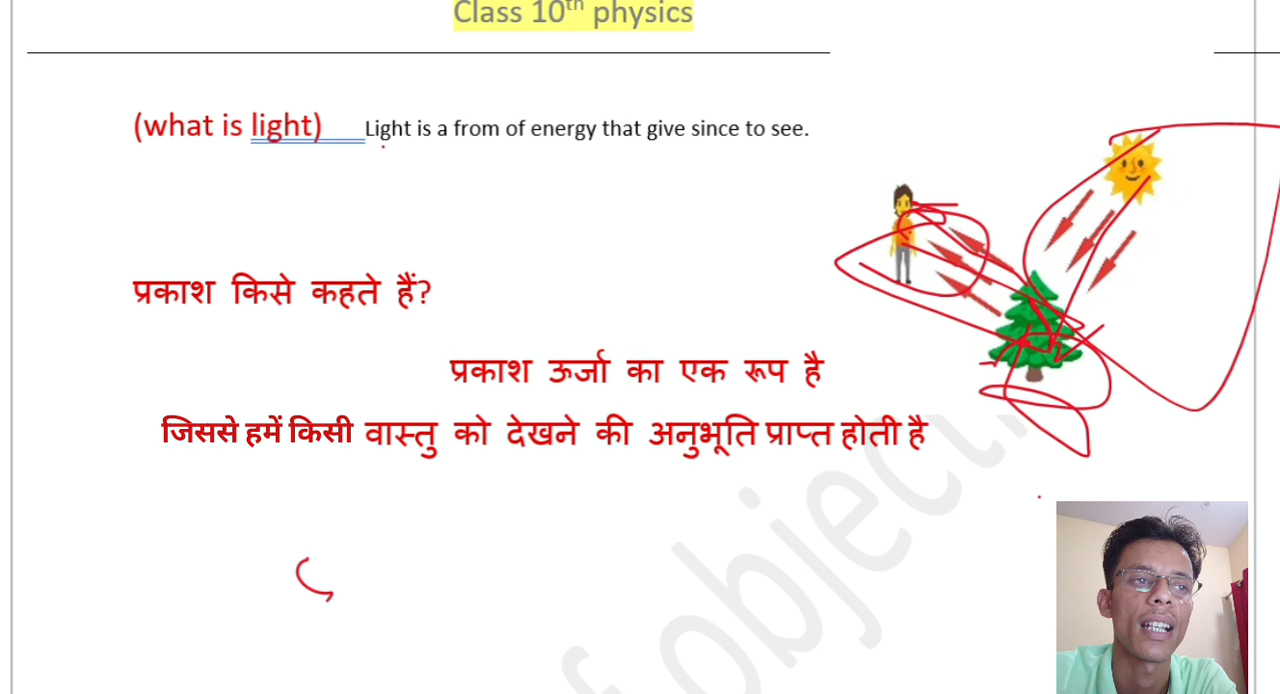 Class 10th physics
(what is light) Light is a from of energy that give since to see.
प्रकाश किसे कहते हैं?
प्रकाश ऊर्जा का एक रूप है
जिससे हमें किसी वास्तु को देखने की अनुभूति प्राप्त होती है
f objec